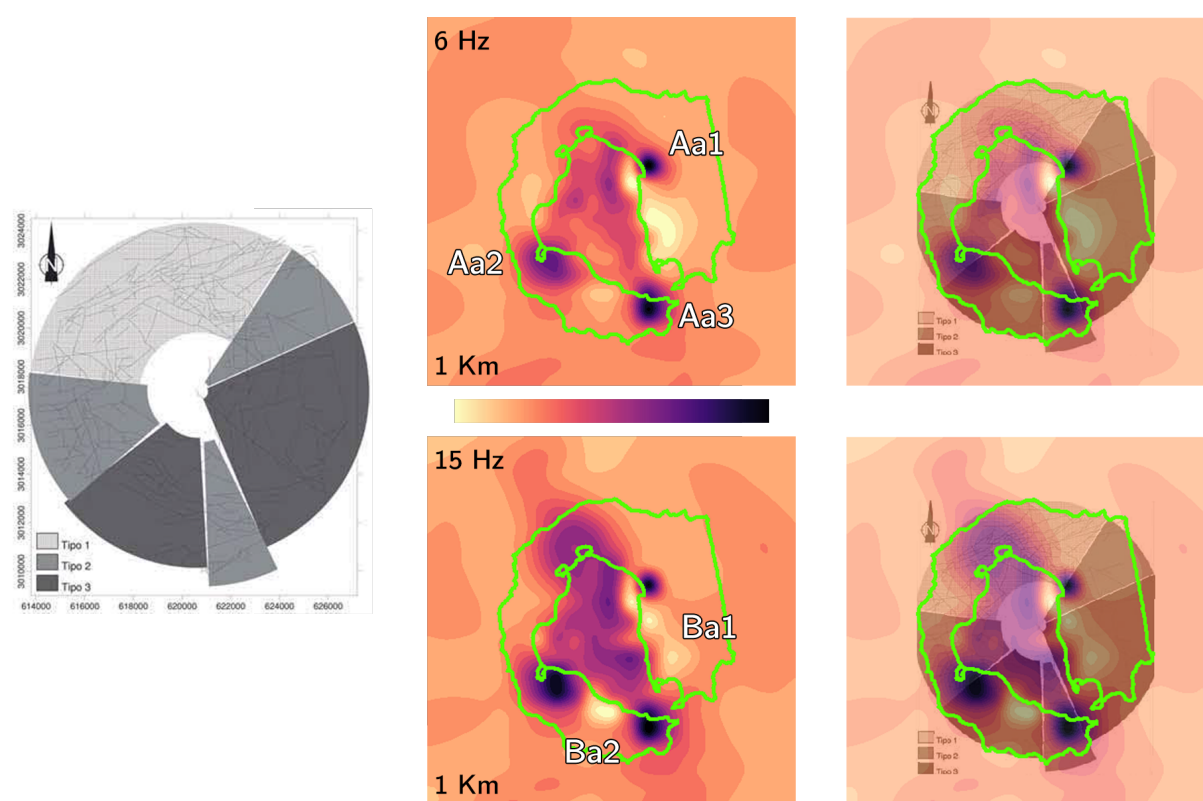 N
3024000
3022000
3020000
3018000
3016000
3014000
3012000
3010000
Tipo 1
Tipo 2
Tipo 3
614000 616000 618000 620000 622000 624000 626000
6 Hz
Aa1
Aa2
Aa3
1 Km
N
Tipo 1
Tipo 2
Tipo 3
15 Hz
Ba1
Ba2
1 Km
N
Tipo 1
Tipo 2
Tipo 3